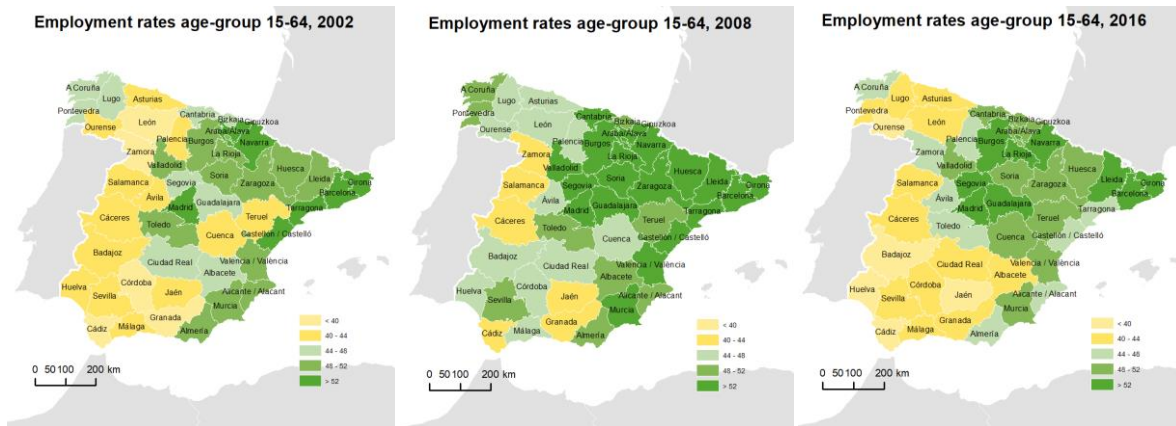 Employment rates age-group 15-64, 2002
A Coruña
Lugo
Asturias
Cantabria
Bizkaia
Gipuzkoa
Pontevedra
Ourense
León
Palencia
Burgos
Araba/Álava
Navarra
La Rioja
Zamora
Valladolid
Soria
Zaragoza
Huesca
Lleida
Girona
Barcelona
Salamanca
Segovia
Guadalajara
Tarragona
Ávila
Madrid
Teruel
Cáceres
Toledo
Cuenca
Castellón / Castelló
Badajoz
Ciudad Real
Valencia / València
Albacete
Huelva
Sevilla
Córdoba
Jaén
Alicante / Alacant
Murcia
Granada
Cádiz
Málaga
Almería
< 40
40 - 44
44 - 48
48 - 52
> 52
0 50 100 200 km
Employment rates age-group 15-64, 2008
A Coruña
Lugo
Asturias
Cantabria
Bizkaia
Gipuzkoa
Pontevedra
Ourense
León
Palencia
Burgos
Araba/Álava
Navarra
La Rioja
Zamora
Valladolid
Soria
Zaragoza
Huesca
Lleida
Girona
Barcelona
Salamanca
Segovia
Guadalajara
Tarragona
Ávila
Madrid
Teruel
Cáceres
Toledo
Cuenca
Castellón / Castelló
Badajoz
Ciudad Real
Valencia / València
Albacete
Huelva
Sevilla
Córdoba
Jaén
Alicante / Alacant
Murcia
Granada
Cádiz
Málaga
Almería
< 40
40 - 44
44 - 48
48 - 52
> 52
0 50 100 200 km
Employment rates age-group 15-64, 2016
A Coruña
Lugo
Asturias
Cantabria
Bizkaia
Gipuzkoa
Pontevedra
Ourense
León
Palencia
Burgos
Araba/Álava
Navarra
La Rioja
Zamora
Valladolid
Soria
Zaragoza
Huesca
Lleida
Girona
Barcelona
Salamanca
Segovia
Guadalajara
Tarragona
Ávila
Madrid
Teruel
Cáceres
Toledo
Cuenca
Castellón / Castelló
Badajoz
Ciudad Real
Valencia / València
Albacete
Huelva
Sevilla
Córdoba
Jaén
Alicante / Alacant
Murcia
Granada
Cádiz
Málaga
Almería
< 40
40 - 44
44 - 48
48 - 52
> 52
0 50 100 200 km